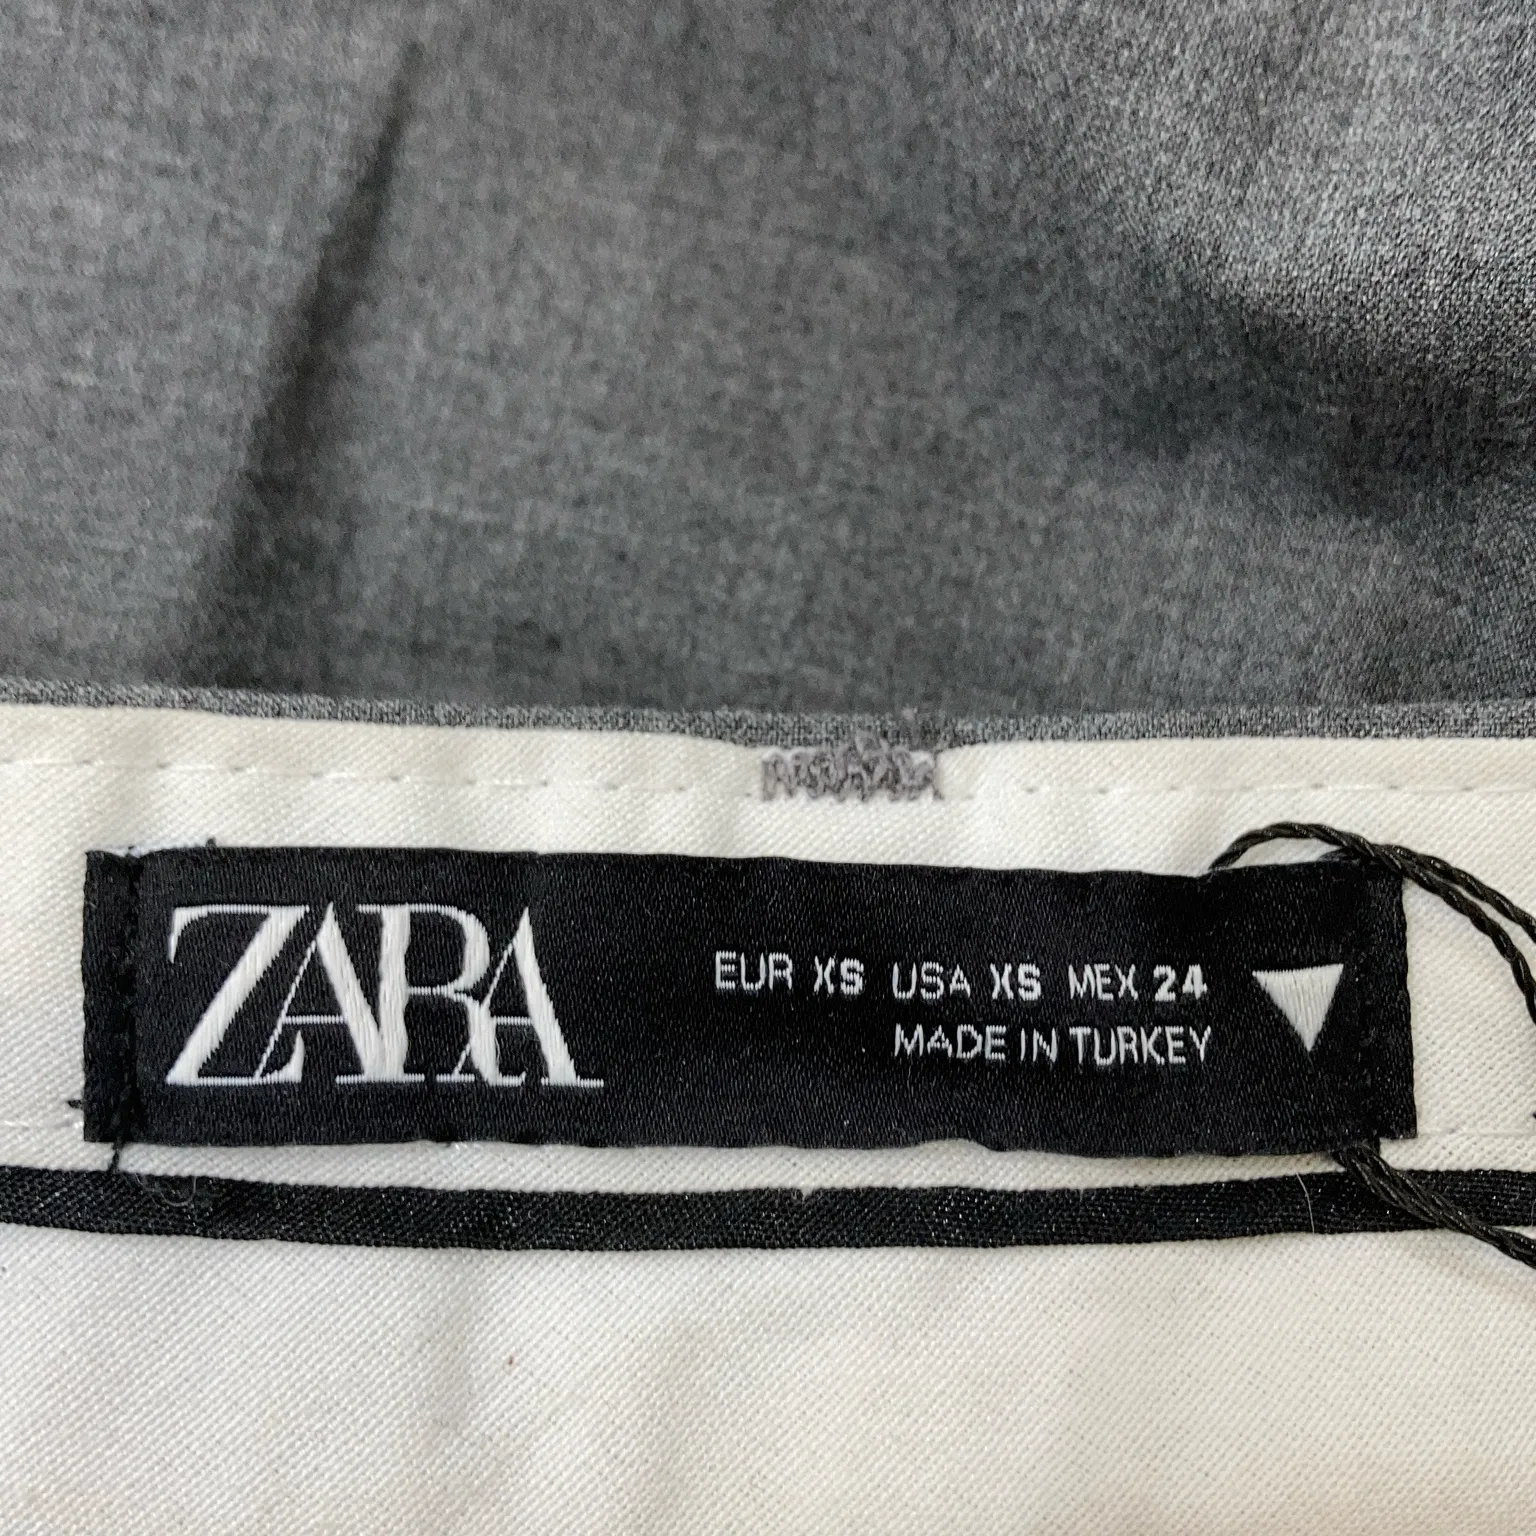 ZARA
EUR XS USA XS MEX 24
MADE IN TURKEY